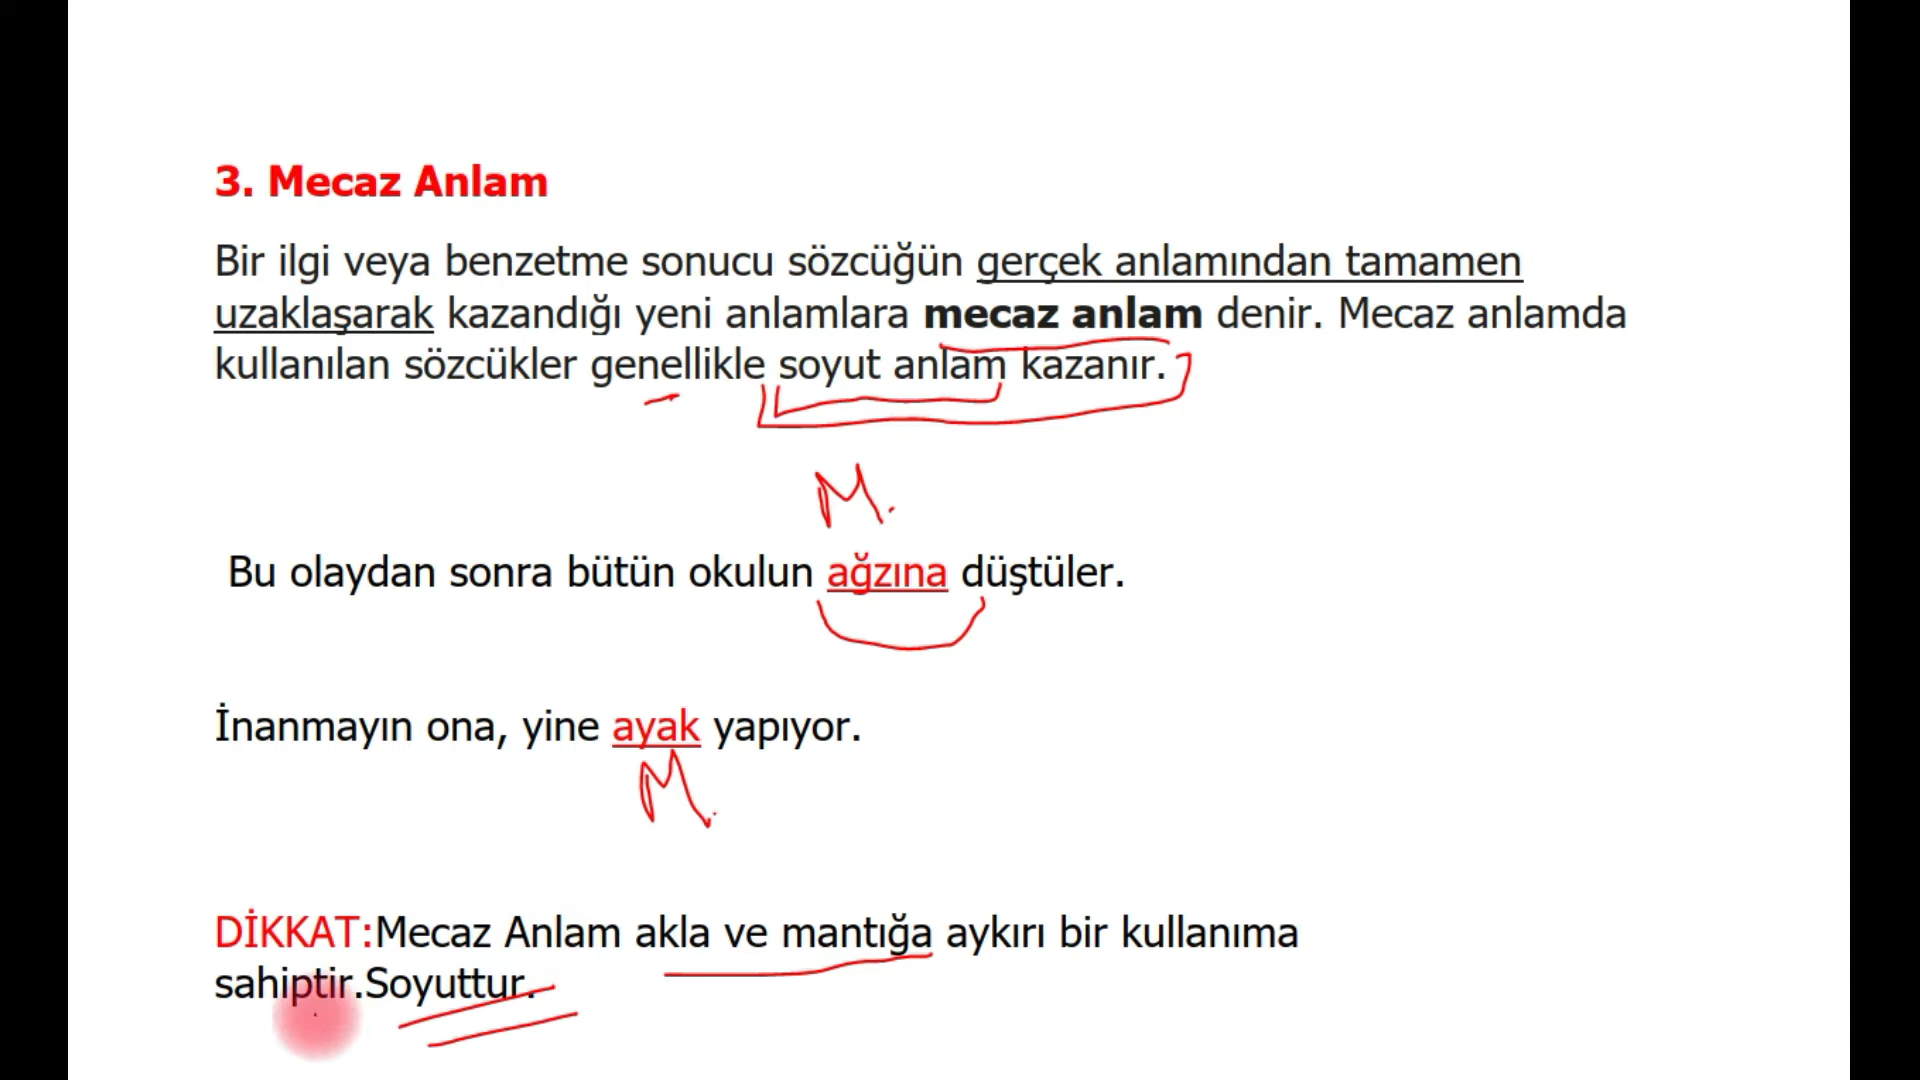 3. Mecaz Anlam
Bir ilgi veya benzetme sonucu sözcüğün gerçek anlamından tamamen
uzaklaşarak kazandığı yeni anlamlara mecaz anlam denir. Mecaz anlamda
kullanılan sözcükler genellikle soyut anlam kazanır.
M.
Bu olaydan sonra bütün okulun ağzına düştüler.
İnanmayın ona, yine ayak yapıyor.
M.
DİKKAT:Mecaz Anlam akla ve mantığa aykırı bir kullanıma
sahiptir.Soyuttur.